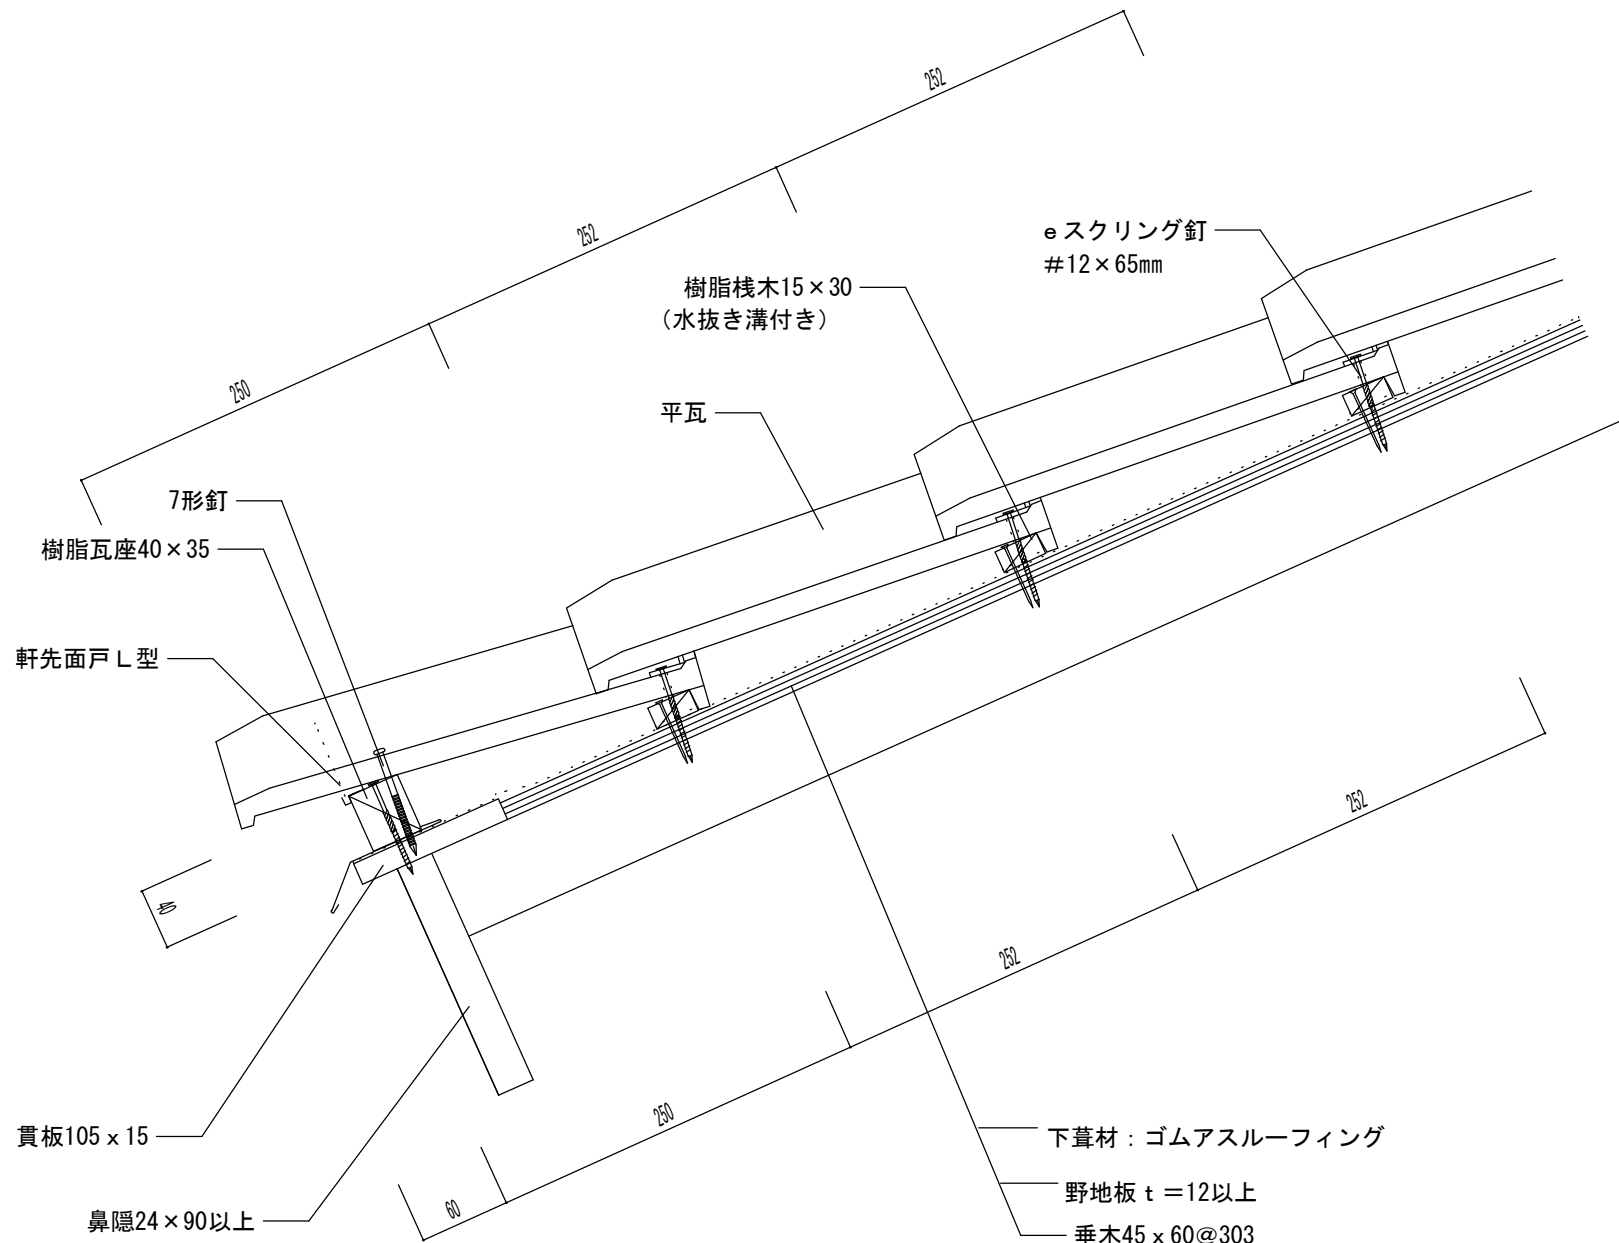 252
252
250
ｅスクリング釘
＃12×65㎜
樹脂桟木15×30
（水抜き溝付き）
平瓦
7形釘
樹脂瓦座40×35
軒先面戸Ｌ型
40
252
252
250
60
貫板105ｘ15
鼻隠24×90以上
下葺材：ゴムアスルーフィング
野地板ｔ＝12以上
垂木45ｘ60@303